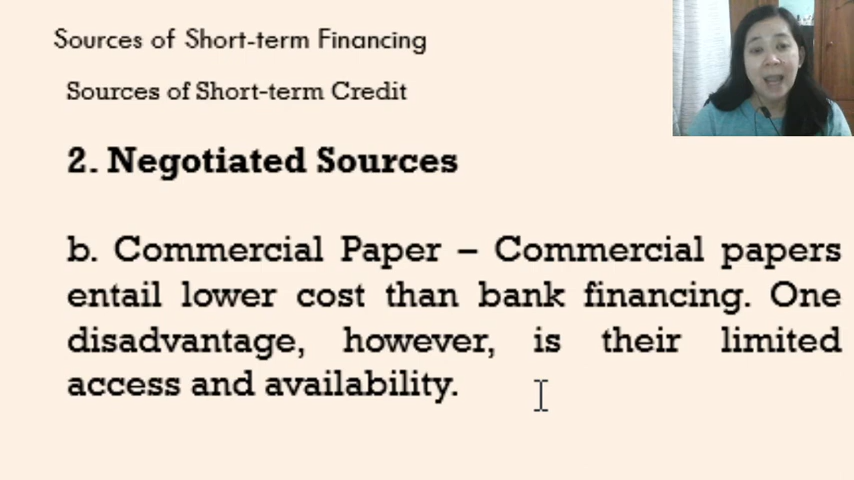 Sources of Short-term Financing
Sources of Short-term Credit
2. Negotiated Sources
b. Commercial Paper – Commercial papers
entail lower cost than bank financing. One
disadvantage, however, is their limited
access and availability.